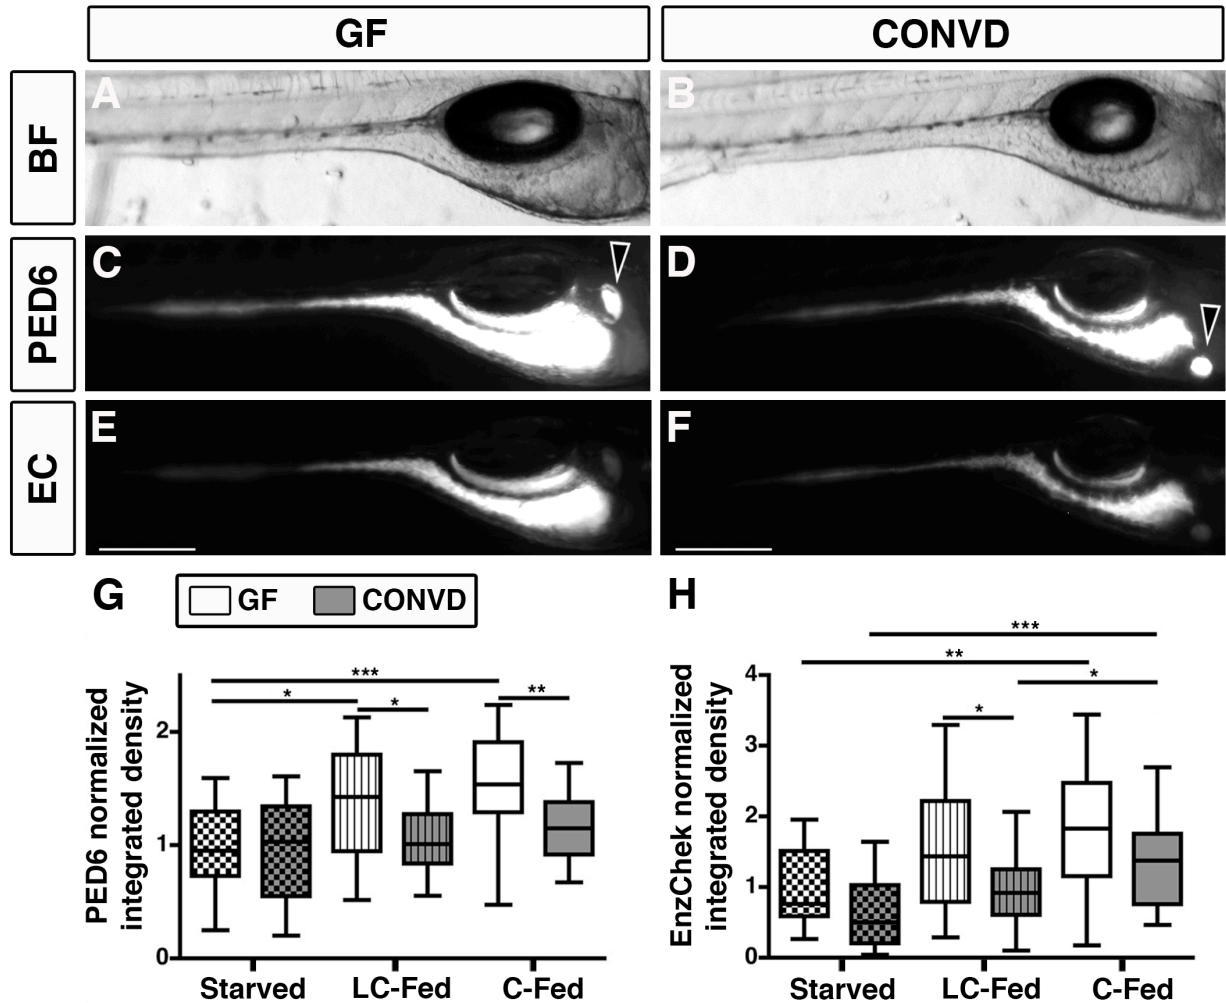 GF
CONVD
BF
A
B
PED6
C
D
EC
E
F
G
GF
CONVD
H
***
*
*
**
***
**
*
*
PED6 normalized
integrated density
2
1
0
Starved
LC-Fed
C-Fed
EnzChek normalized
integrated density
4
3
2
1
0
Starved
LC-Fed
C-Fed